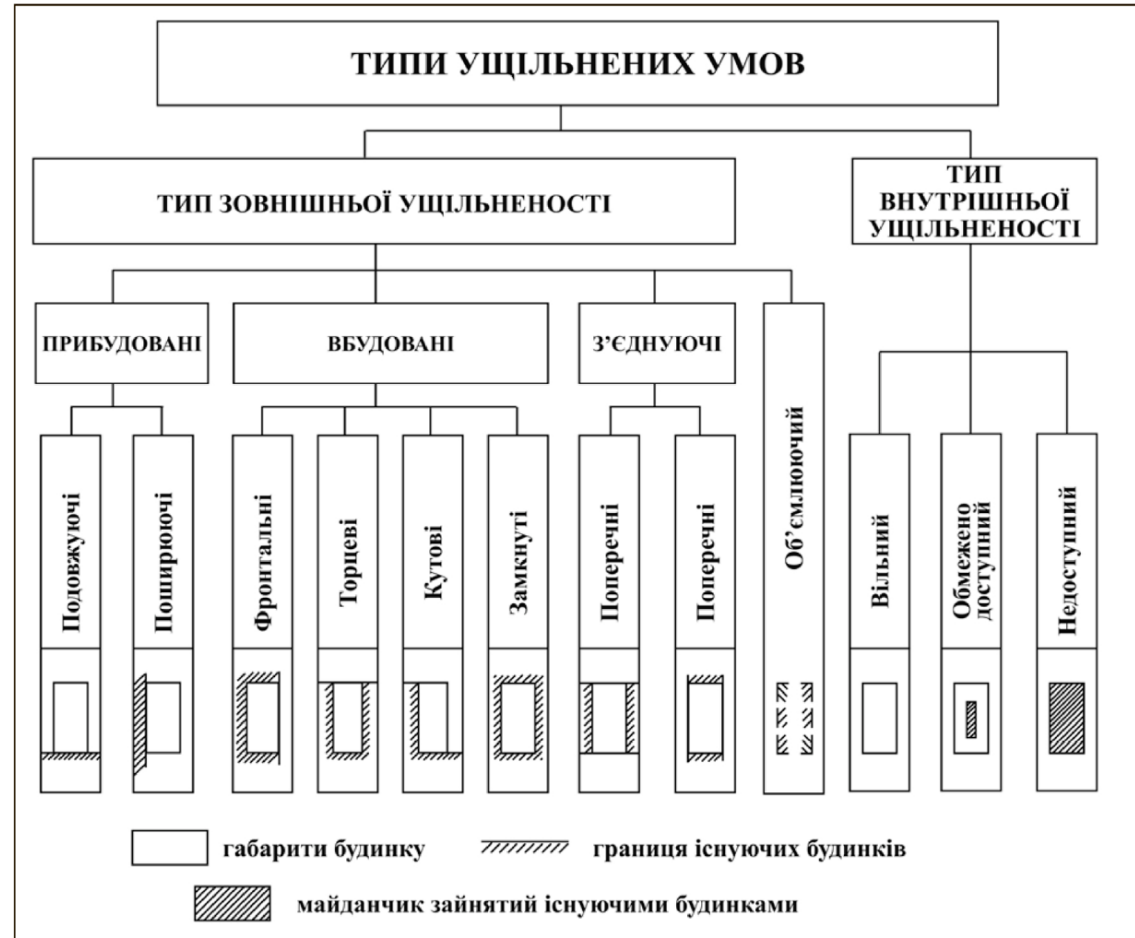 ТИПИ УЩІЛЬНЕНИХ УМОВ
ТИП ЗОВНІШНЬОЇ УЩІЛЬНЕНОСТІ
ТИП
ВНУТРІШНЬОЇ
УЩІЛЬНЕНОСТІ
ПРИБУДОВАНІ
ВБУДОВАНІ
З’ЄДНУЮЧІ
Подовжуючі
Поширюючі
Фронтальні
Торцеві
Кутові
Замкнуті
Поперечні
Поперечні
Об’ємлюючий
Вільний
Обмежено
доступний
Недоступний
габарити будинку
границя існуючих будинків
майданчик зайнятий існуючими будинками